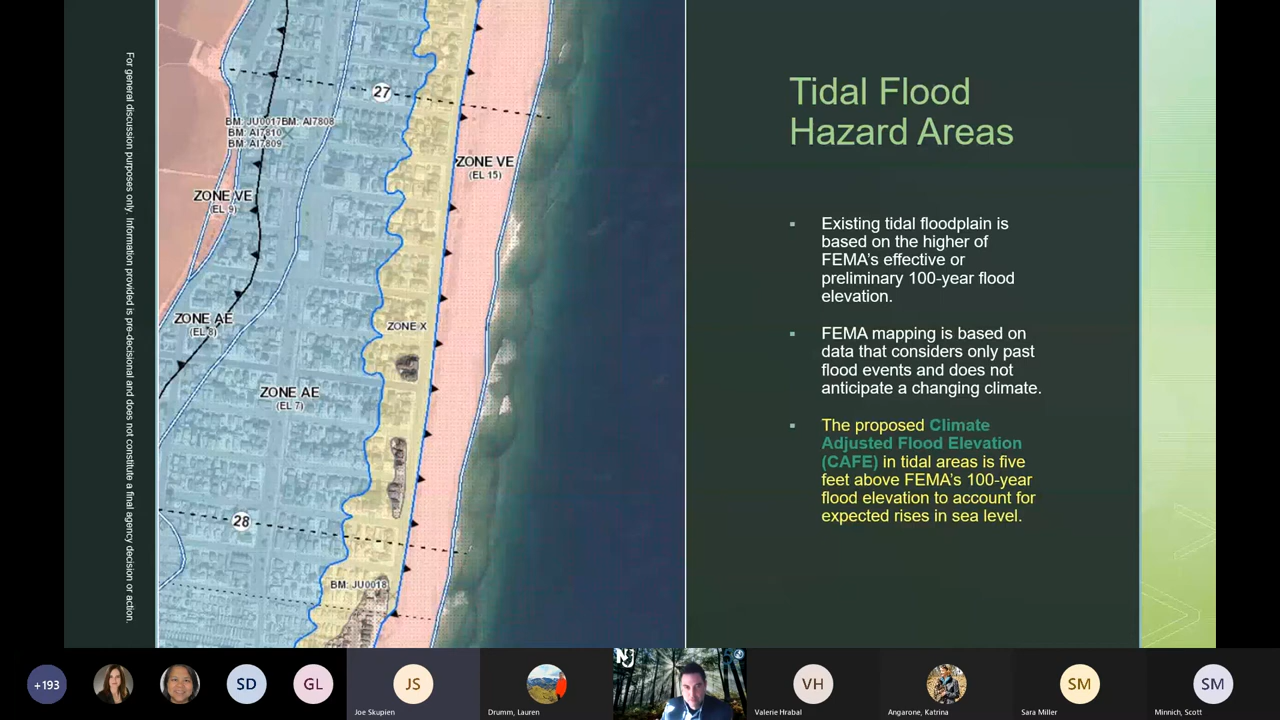 For general discussion purposes only. Information provided is pre-decisional and does not constitute a final agency decision or action.
27
BM: JU0017BM: AI7808
BM: AI7810
BM: AI7809
ZONE VE
(EL 15)
ZONE VE
(EL 9)
ZONE AE
(EL 8)
ZONE X
ZONE AE
(EL 7)
28
BM: JU0018
Tidal Flood
Hazard Areas
Existing tidal floodplain is
based on the higher of
FEMA's effective or
preliminary 100-year flood
elevation.
FEMA mapping is based on
data that considers only past
flood events and does not
anticipate a changing climate.
The proposed Climate
Adjusted Flood Elevation
(CAFE) in tidal areas is five
feet above FEMA's 100-year
flood elevation to account for
expected rises in sea level.
+193
SD
GL
JS
Joe Skupien
Drumm, Lauren
NJ
VH
Valerie Hrabal
Angarone, Katrina
SM
Sara Miller
SM
Minnich, Scott